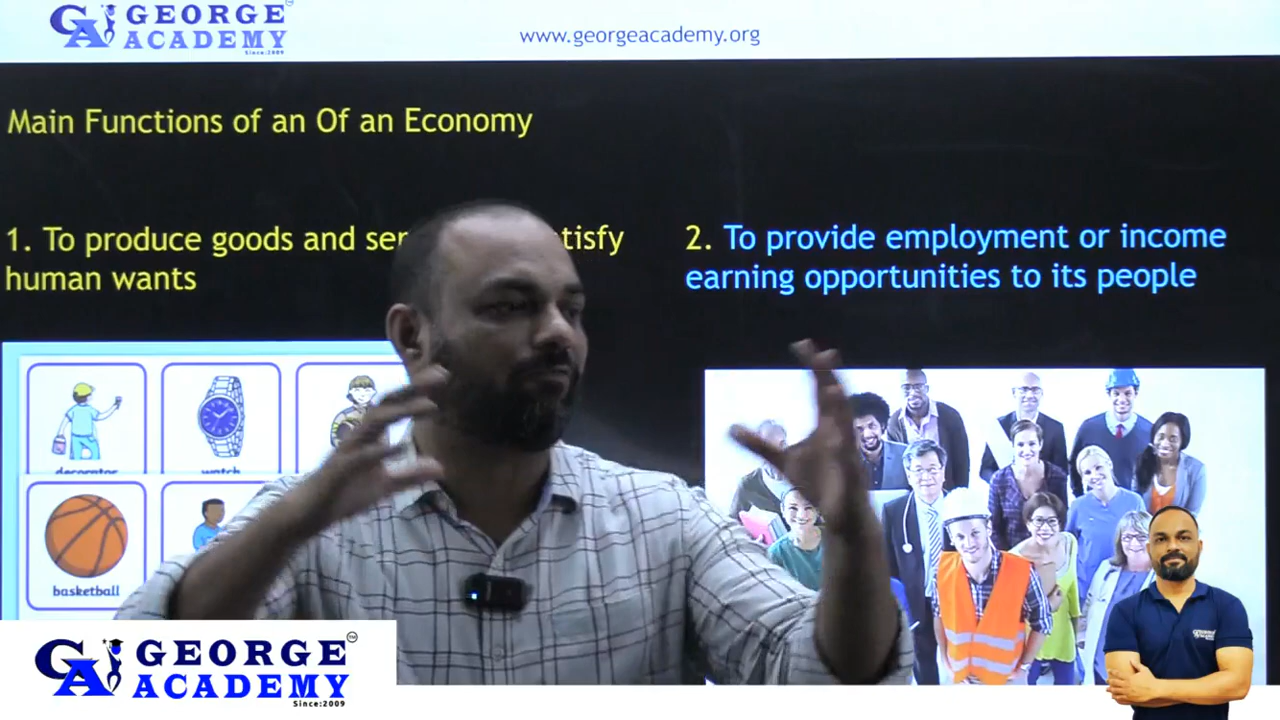 GEORGE
ACADEMY
Since:2009
www.georgeacademy.org
Main Functions of an Of an Economy
1. To produce goods and tisfy
human wants
2. To provide employment or income
earning opportunities to its people
basketball
GEORGE
ACADEMY
Since:2009
TM